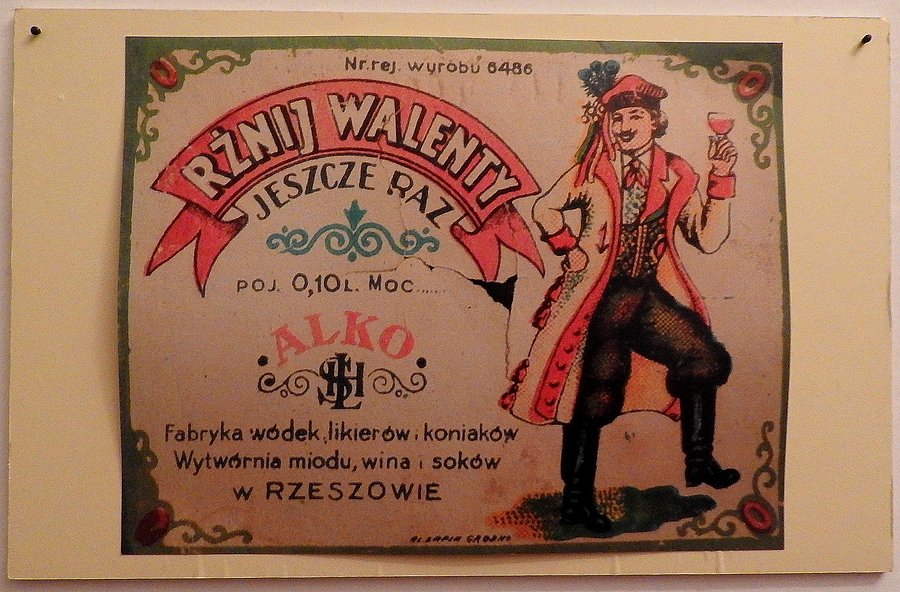 Nr. rej. wyrobu 6486
RŻNIJ WALENTY
JESZCZE RAZ
POJ. 0,10L. MOC......
ALKO
Fabryka wódek, likierów i koniaków
Wytwórnia miodu, wina i soków
w RZESZOWIE